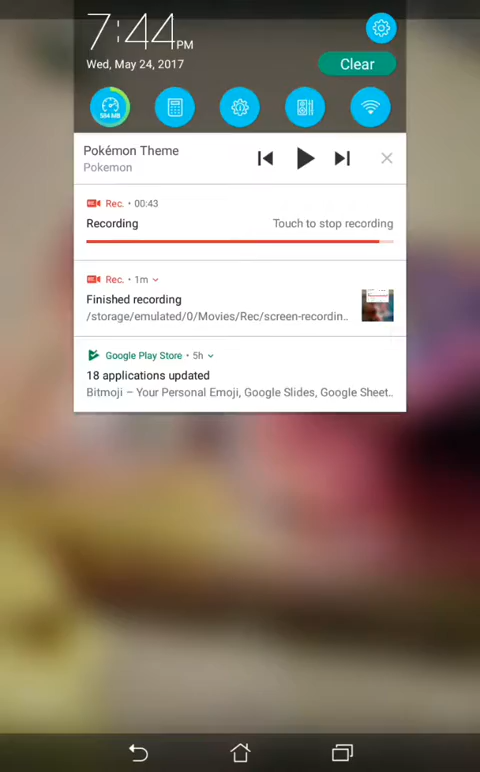 7:44 PM
Wed, May 24, 2017
Clear
584 MB
Pokémon Theme
Pokemon
Rec. • 00:43
Recording Touch to stop recording
Rec. • 1m
Finished recording
/storage/emulated/0/Movies/Rec/screen-recordin..
Google Play Store • 5h
18 applications updated
Bitmoji – Your Personal Emoji, Google Slides, Google Sheet..